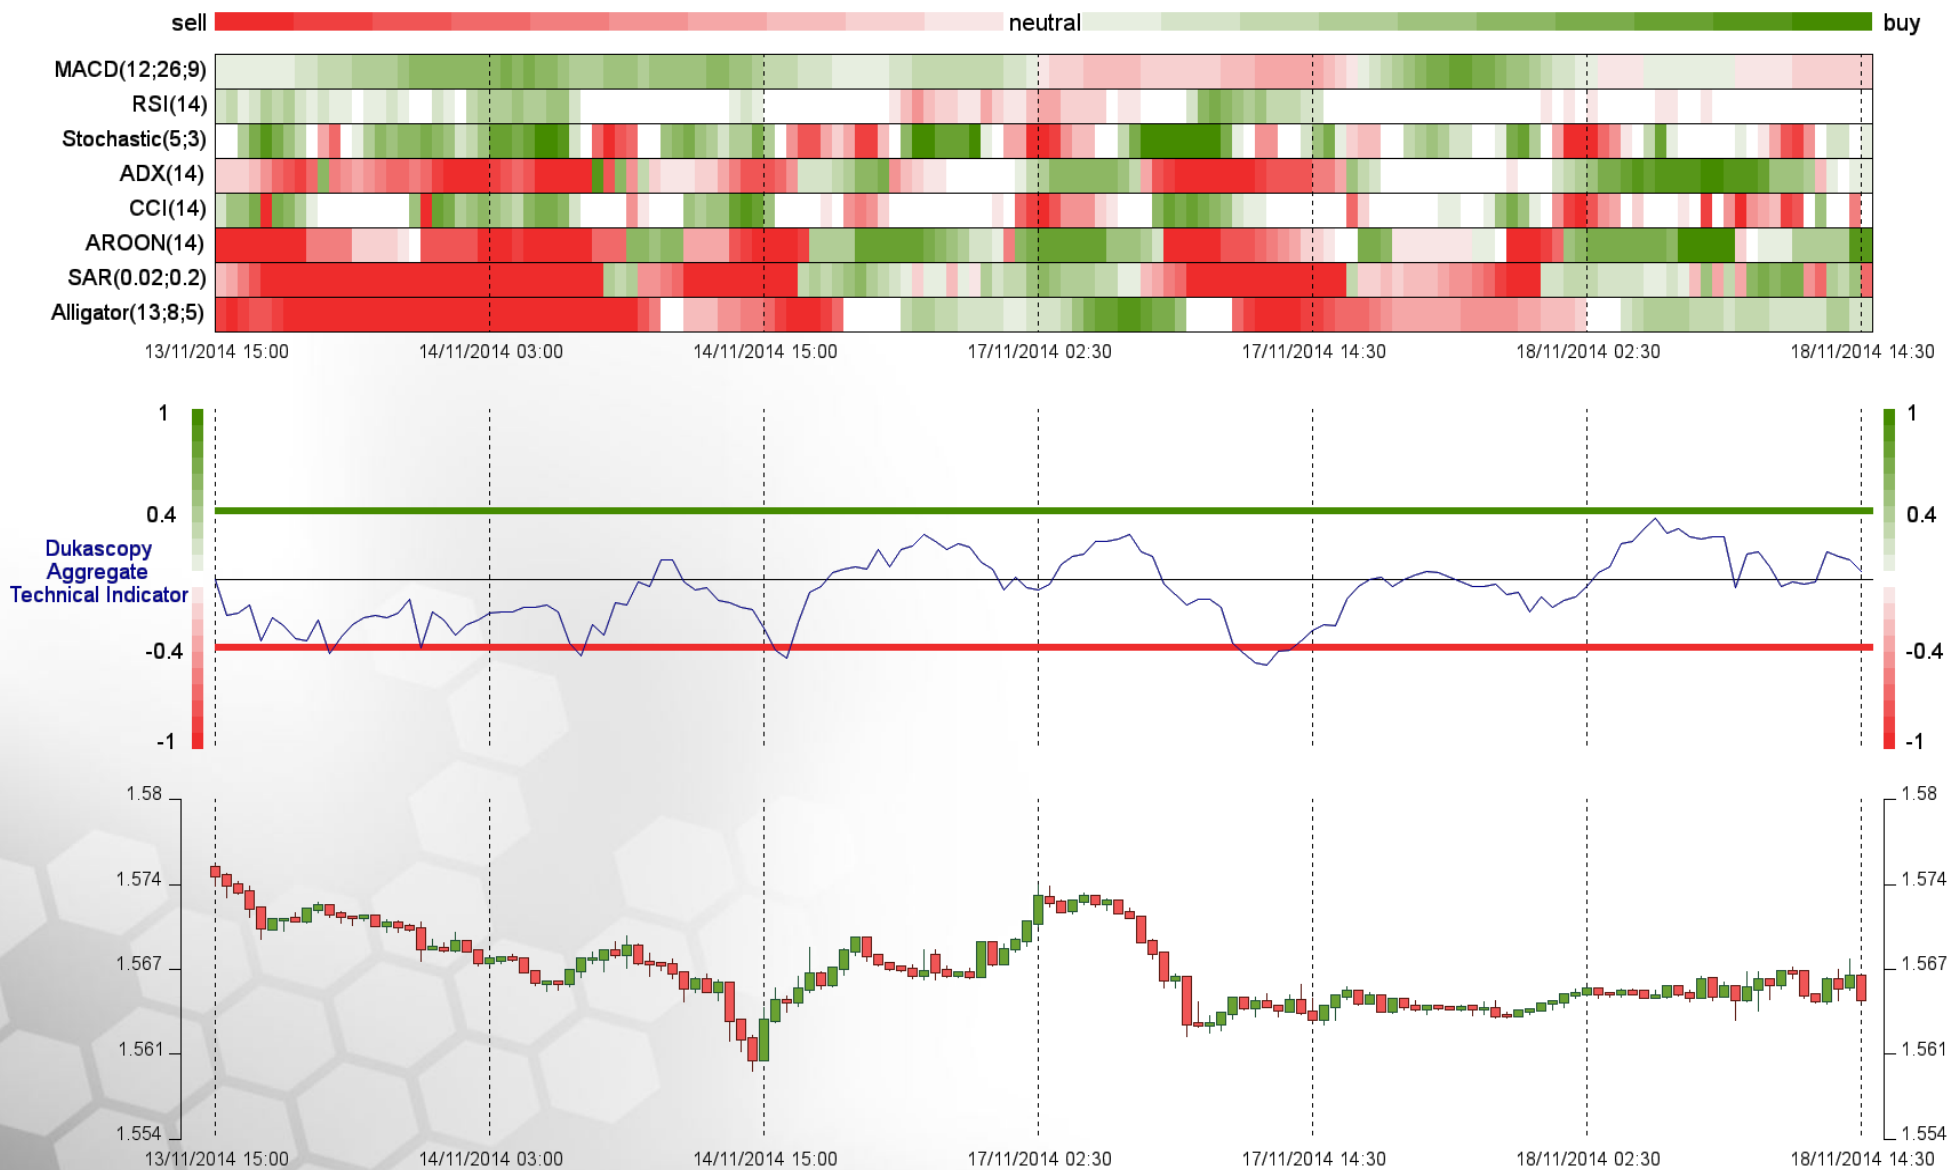 sell neutral buy
MACD(12;26;9)
RSI(14)
Stochastic(5;3)
ADX(14)
CCI(14)
AROON(14)
SAR(0.02;0.2)
Alligator(13;8;5)
13/11/2014 15:00 14/11/2014 03:00 14/11/2014 15:00 17/11/2014 02:30 17/11/2014 14:30 18/11/2014 02:30 18/11/2014 14:30
1 1
0.4 0.4
Dukascopy
Aggregate
Technical Indicator
-0.4 -0.4
-1 -1
1.58 1.58
1.574 1.574
1.567 1.567
1.561 1.561
1.554 1.554
13/11/2014 15:00 14/11/2014 03:00 14/11/2014 15:00 17/11/2014 02:30 17/11/2014 14:30 18/11/2014 02:30 18/11/2014 14:30